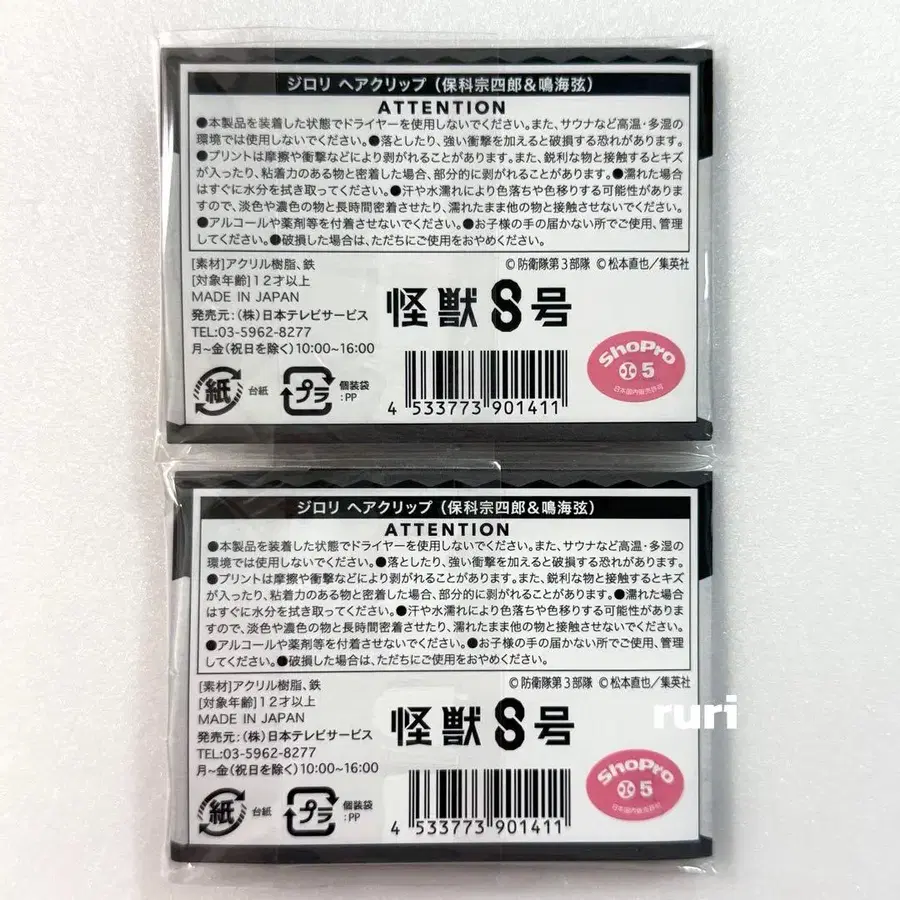 ジロリ ヘアクリップ（保科宗四郎＆鳴海弦）
ATTENTION
●本製品を装着した状態でドライヤーを使用しないでください。また、サウナなど高温・多湿の
環境では使用しないでください。●落としたり、強い衝撃を加えると破損する恐れがあります。
●プリントは摩擦や衝撃などにより剥がれることがあります。また、鋭利な物と接触するとキズ
が入ったり、粘着力のある物と密着した場合、部分的に剥がれることがあります。●濡れた場合
はすぐに水分を拭き取ってください。●汗や水濡れにより色落ちや色移りする可能性がありま
すので、淡色や濃色の物と長時間密着させたり、濡れたまま他の物と接触させないでください。
●アルコールや薬剤等を付着させないでください。●お子様の手の届かない所でご使用、管理
してください。●破損した場合は、ただちにご使用をおやめください。
[素材]アクリル樹脂、鉄
©防衛隊第3部隊 ©松本直也／集英社
[対象年齢]12才以上
MADE IN JAPAN
発売元：（株）日本テレビサービス
TEL:03-5962-8277
月～金（祝日を除く）10:00～16:00
怪獣8号
ShoPro
5
日本国内販売許可
紙 台紙
プラ 個装袋
:PP
4 533773 901411
ジロリ ヘアクリップ（保科宗四郎＆鳴海弦）
ATTENTION
●本製品を装着した状態でドライヤーを使用しないでください。また、サウナなど高温・多湿の
環境では使用しないでください。●落としたり、強い衝撃を加えると破損する恐れがあります。
●プリントは摩擦や衝撃などにより剥がれることがあります。また、鋭利な物と接触するとキズ
が入ったり、粘着力のある物と密着した場合、部分的に剥がれることがあります。●濡れた場合
はすぐに水分を拭き取ってください。●汗や水濡れにより色落ちや色移りする可能性がありま
すので、淡色や濃色の物と長時間密着させたり、濡れたまま他の物と接触させないでください。
●アルコールや薬剤等を付着させないでください。●お子様の手の届かない所でご使用、管理
してください。●破損した場合は、ただちにご使用をおやめください。
[素材]アクリル樹脂、鉄
©防衛隊第3部隊 ©松本直也／集英社
[対象年齢]12才以上
MADE IN JAPAN
発売元：（株）日本テレビサービス
TEL:03-5962-8277
月～金（祝日を除く）10:00～16:00
怪獣8号
ruri
ShoPro
5
日本国内販売許可
紙 台紙
プラ 個装袋
:PP
4 533773 901411